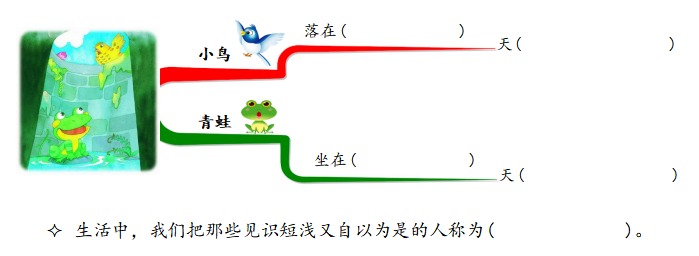 小鸟
落在(        )
天(        )
青蛙
坐在(        )
天(        )
✧ 生活中，我们把那些见识短浅又自以为是的人称为(        )。